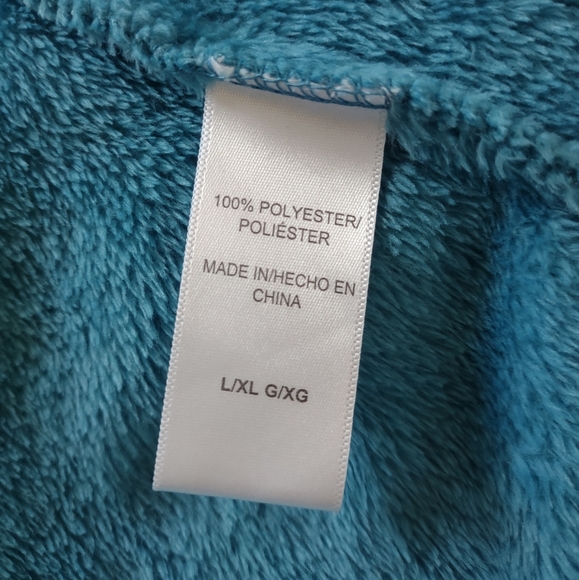 100% POLYESTER/
POLIÉSTER
MADE IN/HECHO EN
CHINA
L/XL G/XG